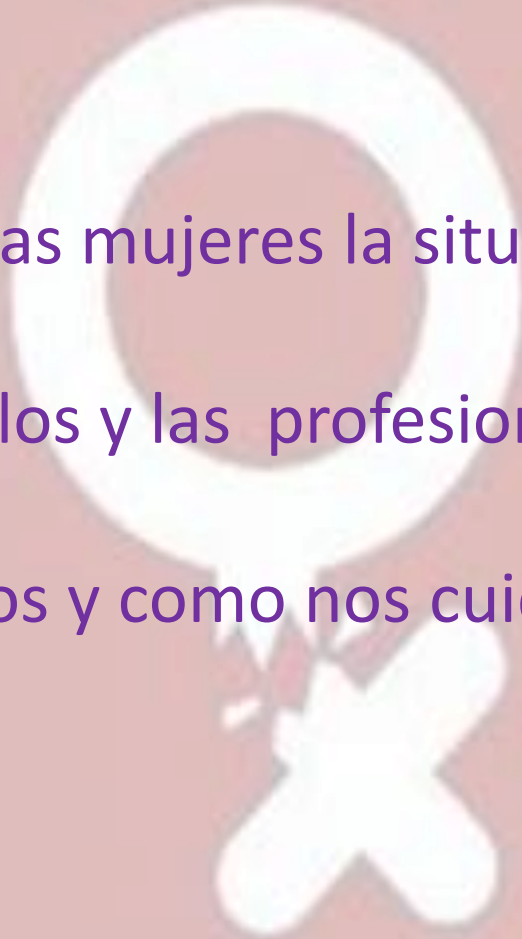 as mujeres la situ
los y las profesion
os y como nos cuid